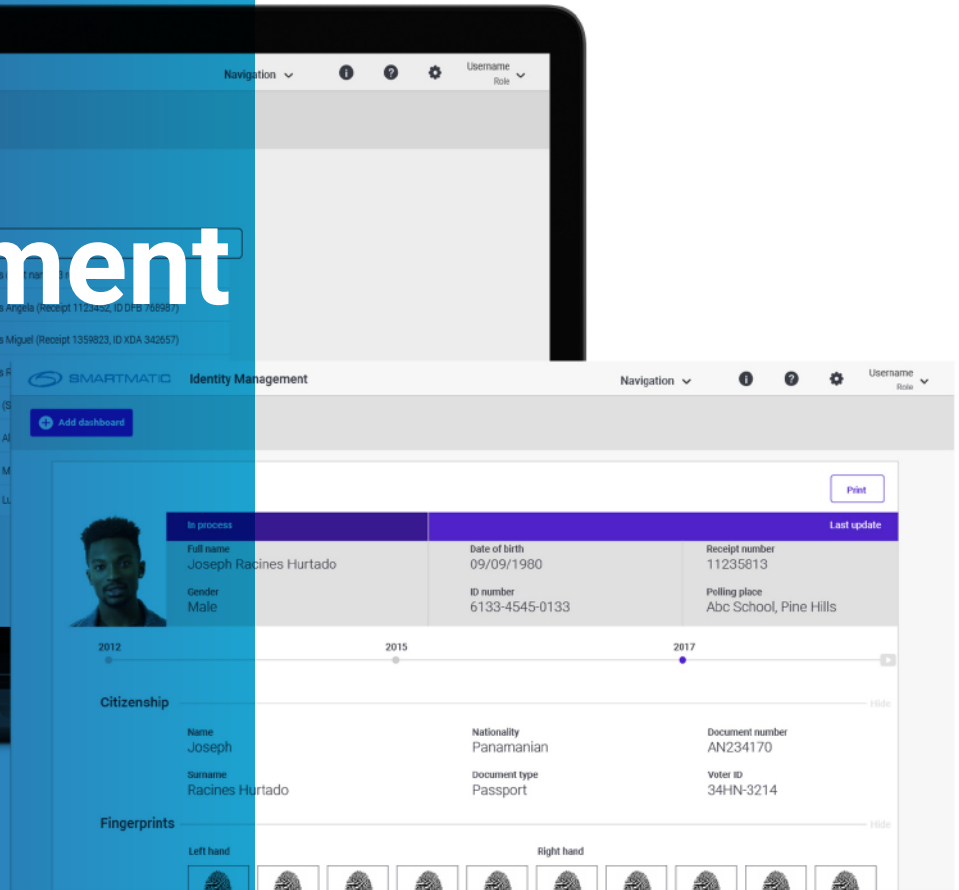 Navigation
Username
Role
ment
s Angela (Receipt 1123452, ID DFB 768987)
s Miguel (Receipt 1359823, ID XDA 342657)
SMARTMATIC Identity Management
Navigation
Username
Role
Add dashboard
Print
In process
Last update
Full name
Date of birth
Receipt number
Joseph Racines Hurtado
09/09/1980
11235813
Gender
ID number
Polling place
Male
6133-4545-0133
Abc School, Pine Hills
2012
2015
2017
Citizenship
Hide
Name
Nationality
Document number
Joseph
Panamanian
AN234170
Surname
Document type
Voter ID
Racines Hurtado
Passport
34HN-3214
Fingerprints
Hide
Left hand
Right hand